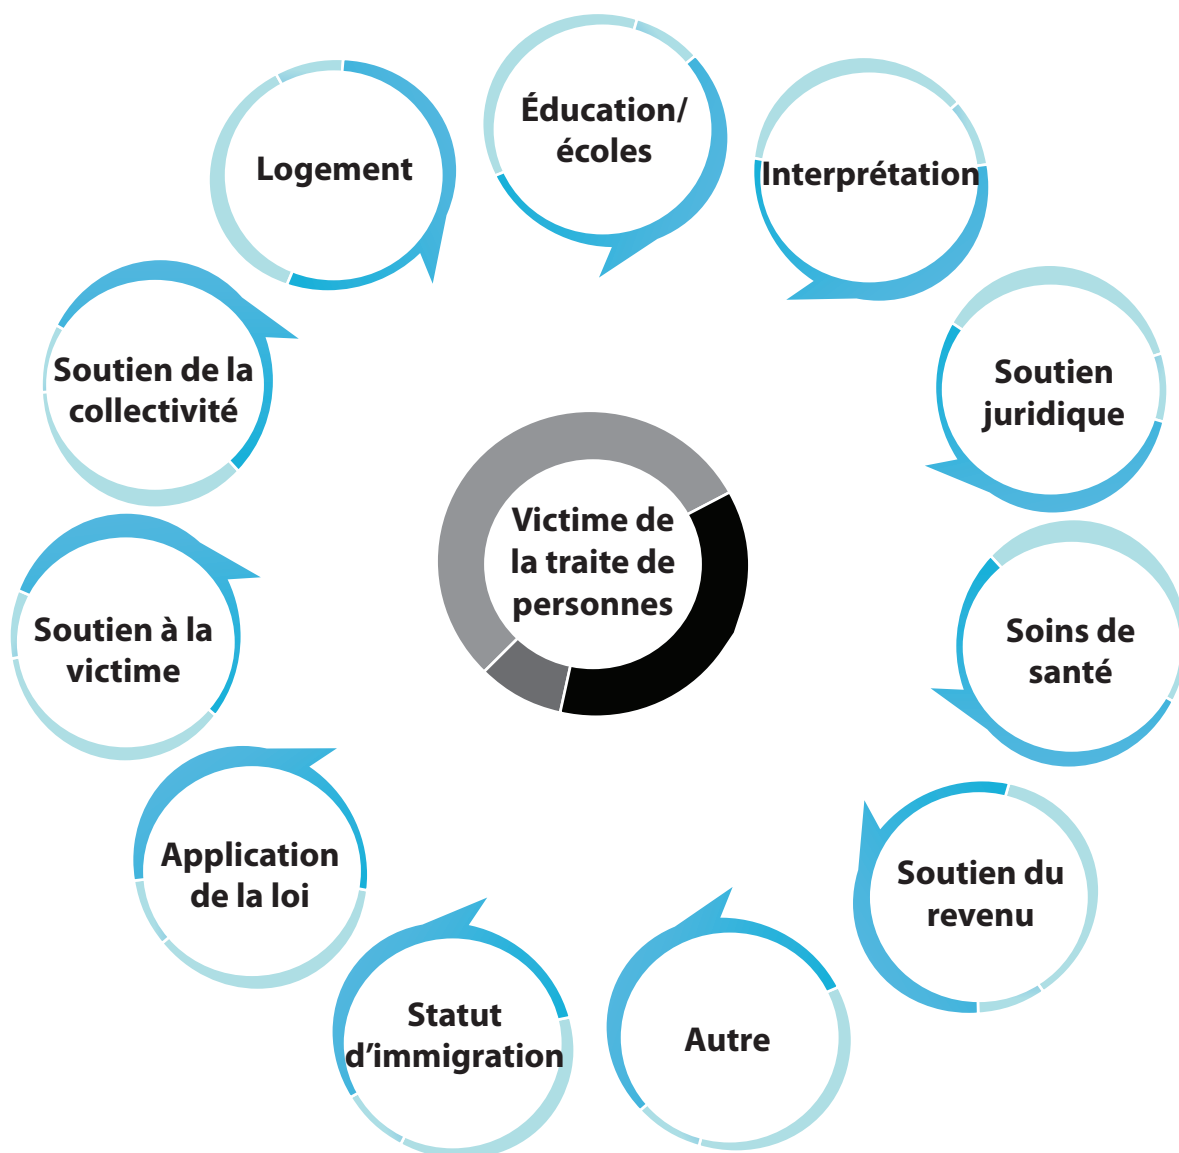 Éducation/
écoles
Interprétation
Logement
Soutien
juridique
Soutien de la
collectivité
Victime de
la traite de
personnes
Soins de
santé
Soutien à la
victime
Soutien du
revenu
Application
de la loi
Statut
d’immigration
Autre